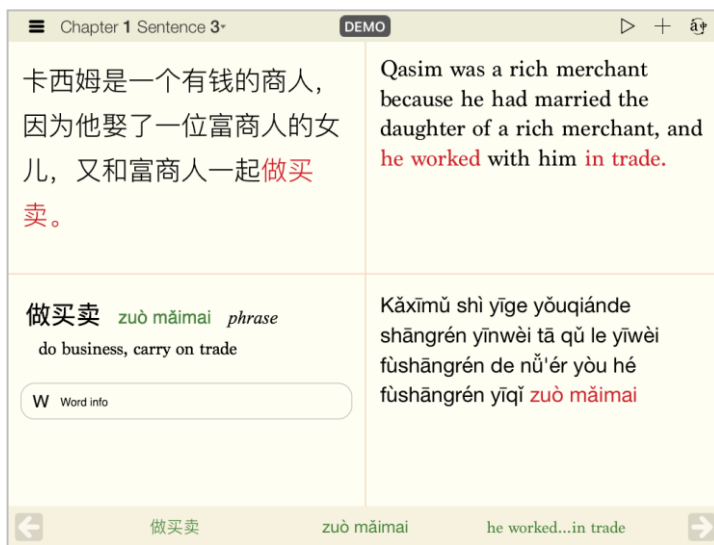 Chapter 1 Sentence 3
DEMO
卡西姆是一个有钱的商人，
因为他娶了一位富商人的女
儿，又和富商人一起做买
卖。
Qasim was a rich merchant
because he had married the
daughter of a rich merchant, and
he worked with him in trade.
做买卖 zuò mǎimai phrase
do business, carry on trade
W Word info
Kǎxīmǔ shì yīge yǒuqiánde
shāngrén yīnwèi tā qǔ le yīwèi
fùshāngrén de nǚ'ér yòu hé
fùshāngrén yīqǐ zuò mǎimai
做买卖 zuò mǎimai he worked...in trade